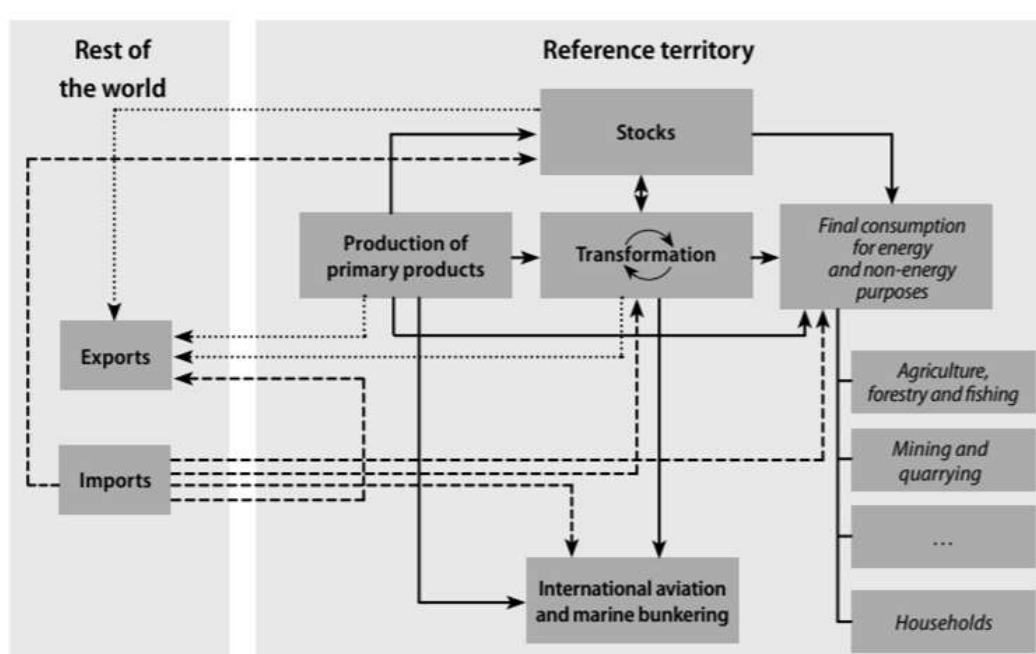 Rest of
the world
Reference territory
Stocks
Production of
primary products
Transformation
Final consumption
for energy
and non-energy
purposes
Exports
Agriculture,
forestry and fishing
Imports
Mining and
quarrying
...
International aviation
and marine bunkering
Households